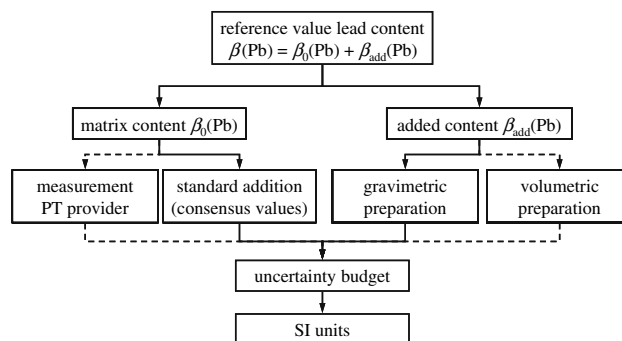 reference value lead content
β(Pb) = β₀(Pb) + βadd(Pb)
matrix content β₀(Pb)
added content βadd(Pb)
measurement
PT provider
standard addition
(consensus values)
gravimetric
preparation
volumetric
preparation
uncertainty budget
SI units